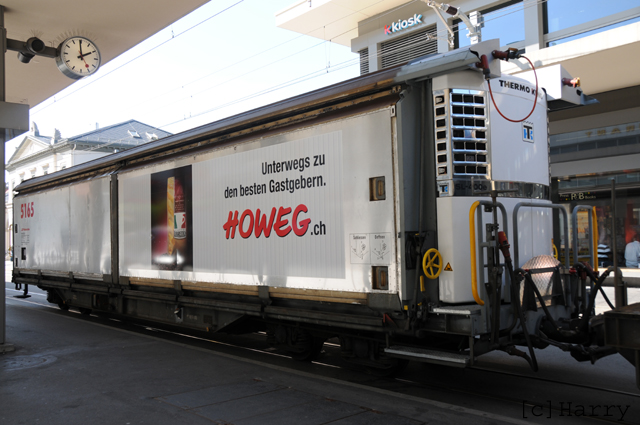 kiosk
THERMO K
Unterwegs zu
den besten Gastgebern.
HOWEG.ch
5165
[c] Harry